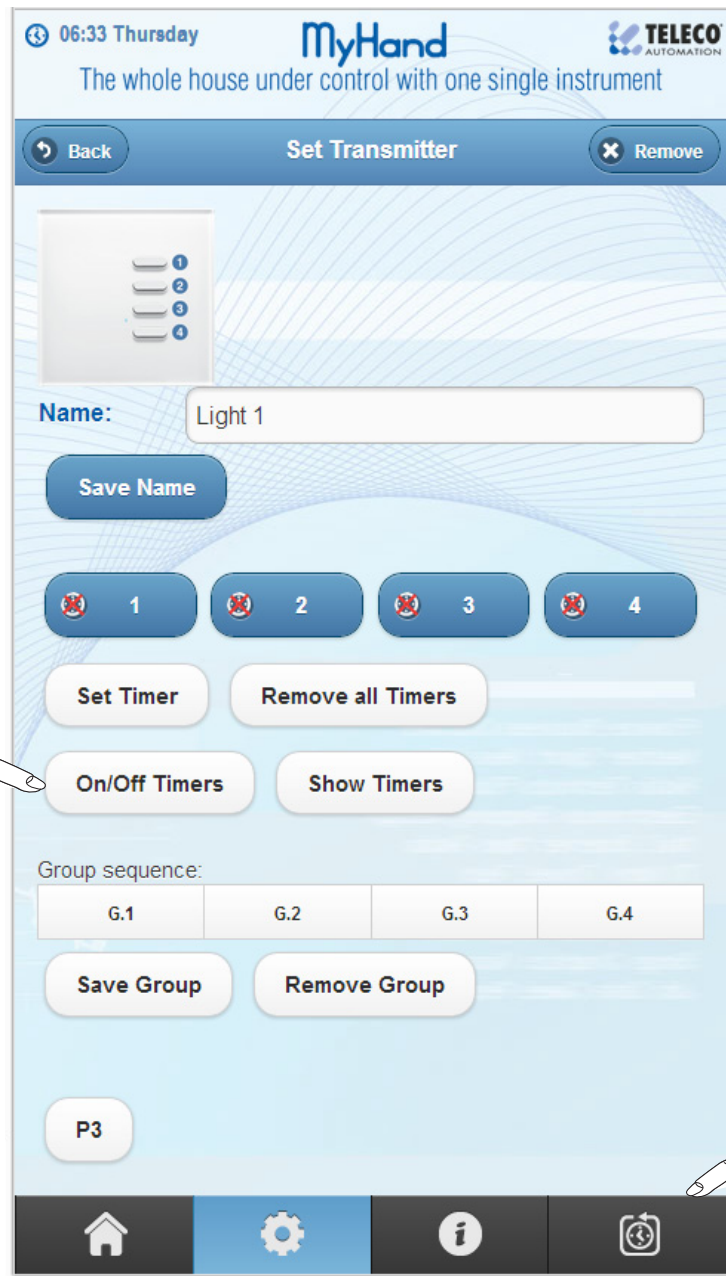 06:33 Thursday
MyHand
TELECO
AUTOMATION
The whole house under control with one single instrument
Back
Set Transmitter
Remove
1
2
3
4
Name:
Light 1
Save Name
1
2
3
4
Set Timer
Remove all Timers
On/Off Timers
Show Timers
Group sequence:
G.1
G.2
G.3
G.4
Save Group
Remove Group
P3
i